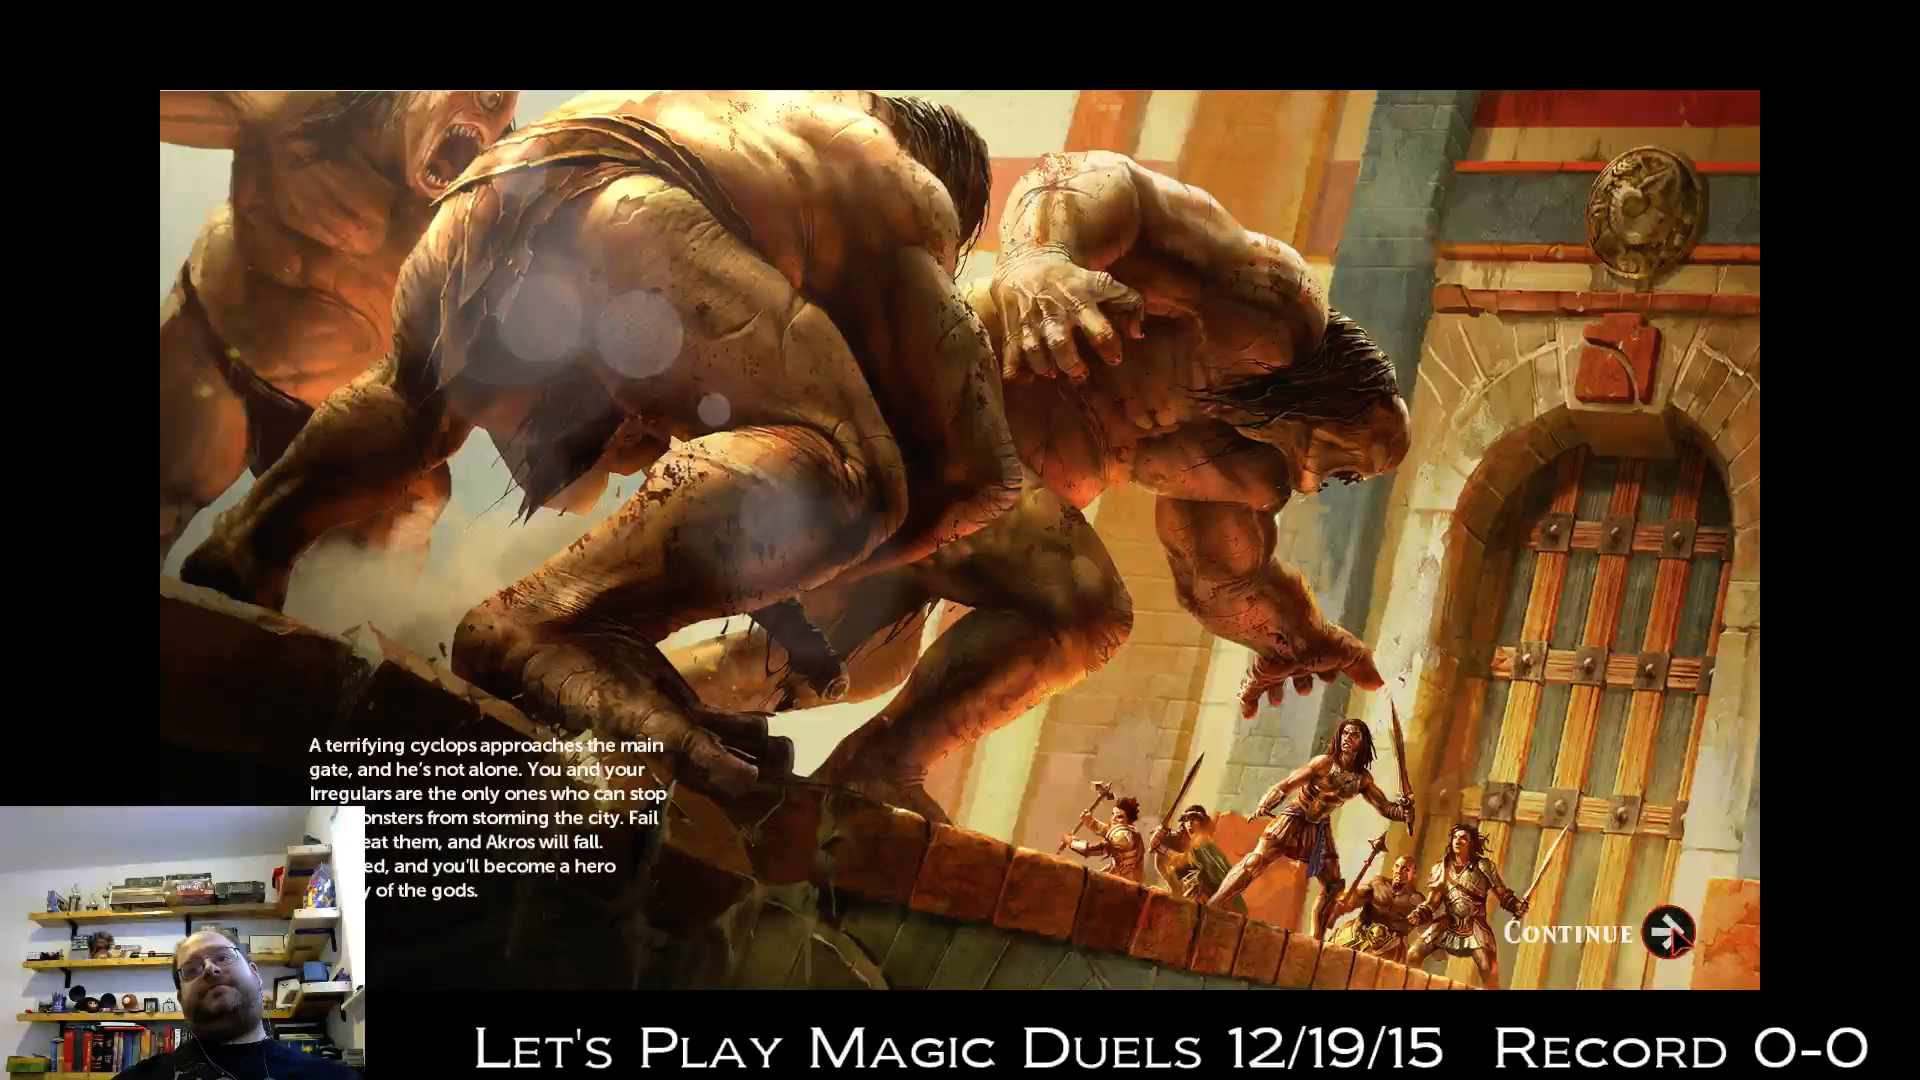 A terrifying cyclops approaches the main
gate, and he's not alone. You and your
Irregulars are the only ones who can stop
onsters from storming the city. Fail
eat them, and Akros will fall.
ed, and you'll become a hero
y of the gods.
CONTINUE
LET'S PLAY MAGIC DUELS 12/19/15 RECORD 0-0